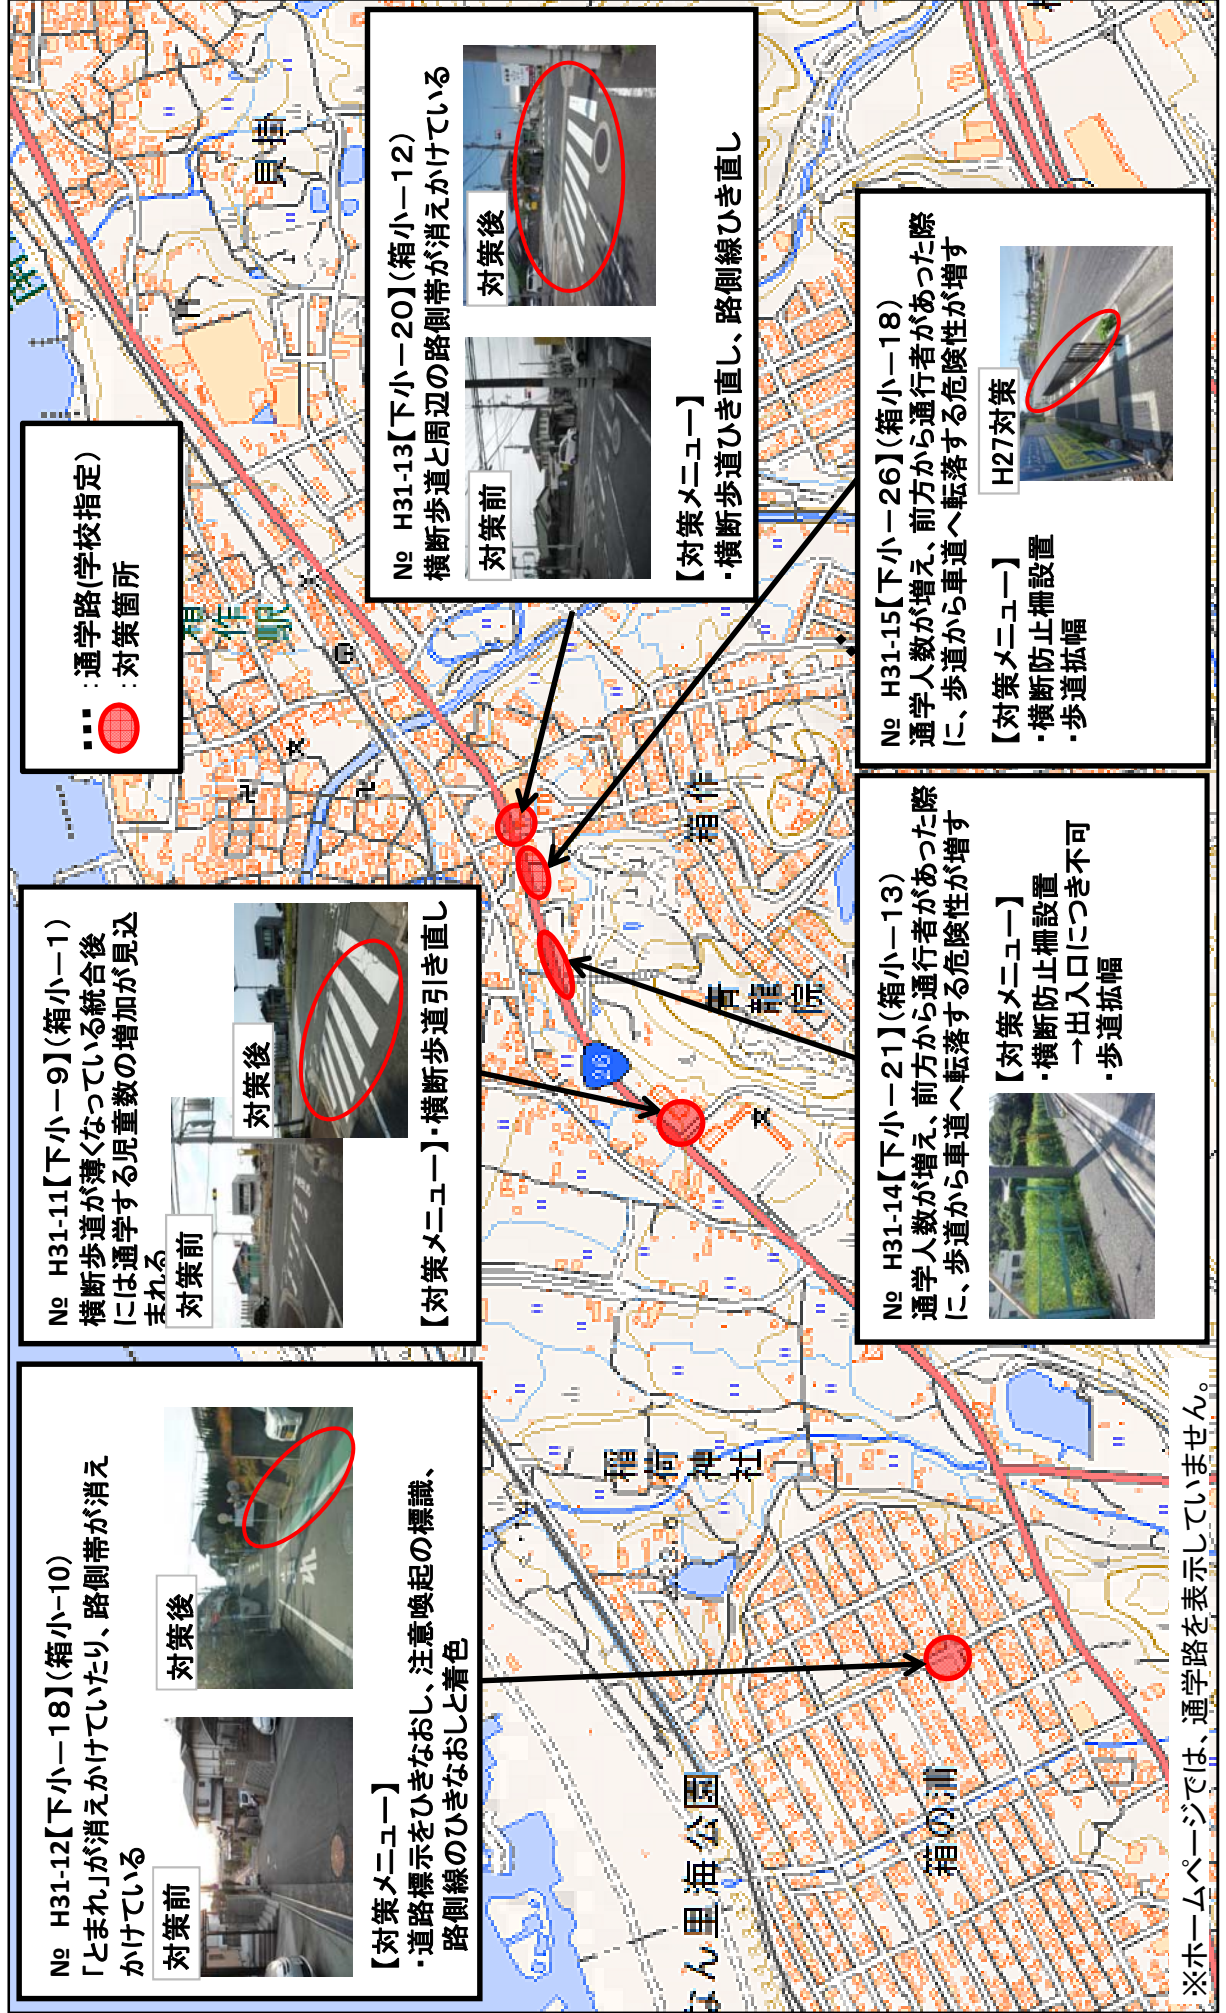 № H31-12【下小－18】(箱小-10)
「とまれ」が消えかけていたり、路側帯が消え
かけている
対策前
対策後
【対策メニュー】
・道路標示をひきなおし、注意喚起の標識、
路側線のひきなおしと着色
№ H31-11【下小－9】(箱小－1)
横断歩道が薄くなっている統合後
には通学する児童数の増加が見込
まれる
対策前
対策後
【対策メニュー】・横断歩道引き直し
：通学路(学校指定)
：対策箇所
№ H31-13【下小－20】(箱小－12)
横断歩道と周辺の路側帯が消えかけている
対策前
対策後
【対策メニュー】
・横断歩道ひき直し、路側線ひき直し
№ H31-14【下小－21】(箱小－13)
通学人数が増え、前方から通行者があった際
に、歩道から車道へ転落する危険性が増す
【対策メニュー】
・横断防止柵設置
→出入口につき不可
・歩道拡幅
№ H31-15【下小－26】(箱小－18)
通学人数が増え、前方から通行者があった際
に、歩道から車道へ転落する危険性が増す
【対策メニュー】
・横断防止柵設置
・歩道拡幅
H27対策
貝掛
箱作
駅
箱作
青龍院
26
稲荷神社
なん里海公園
箱の浦
※ホームページでは、通学路を表示していません。